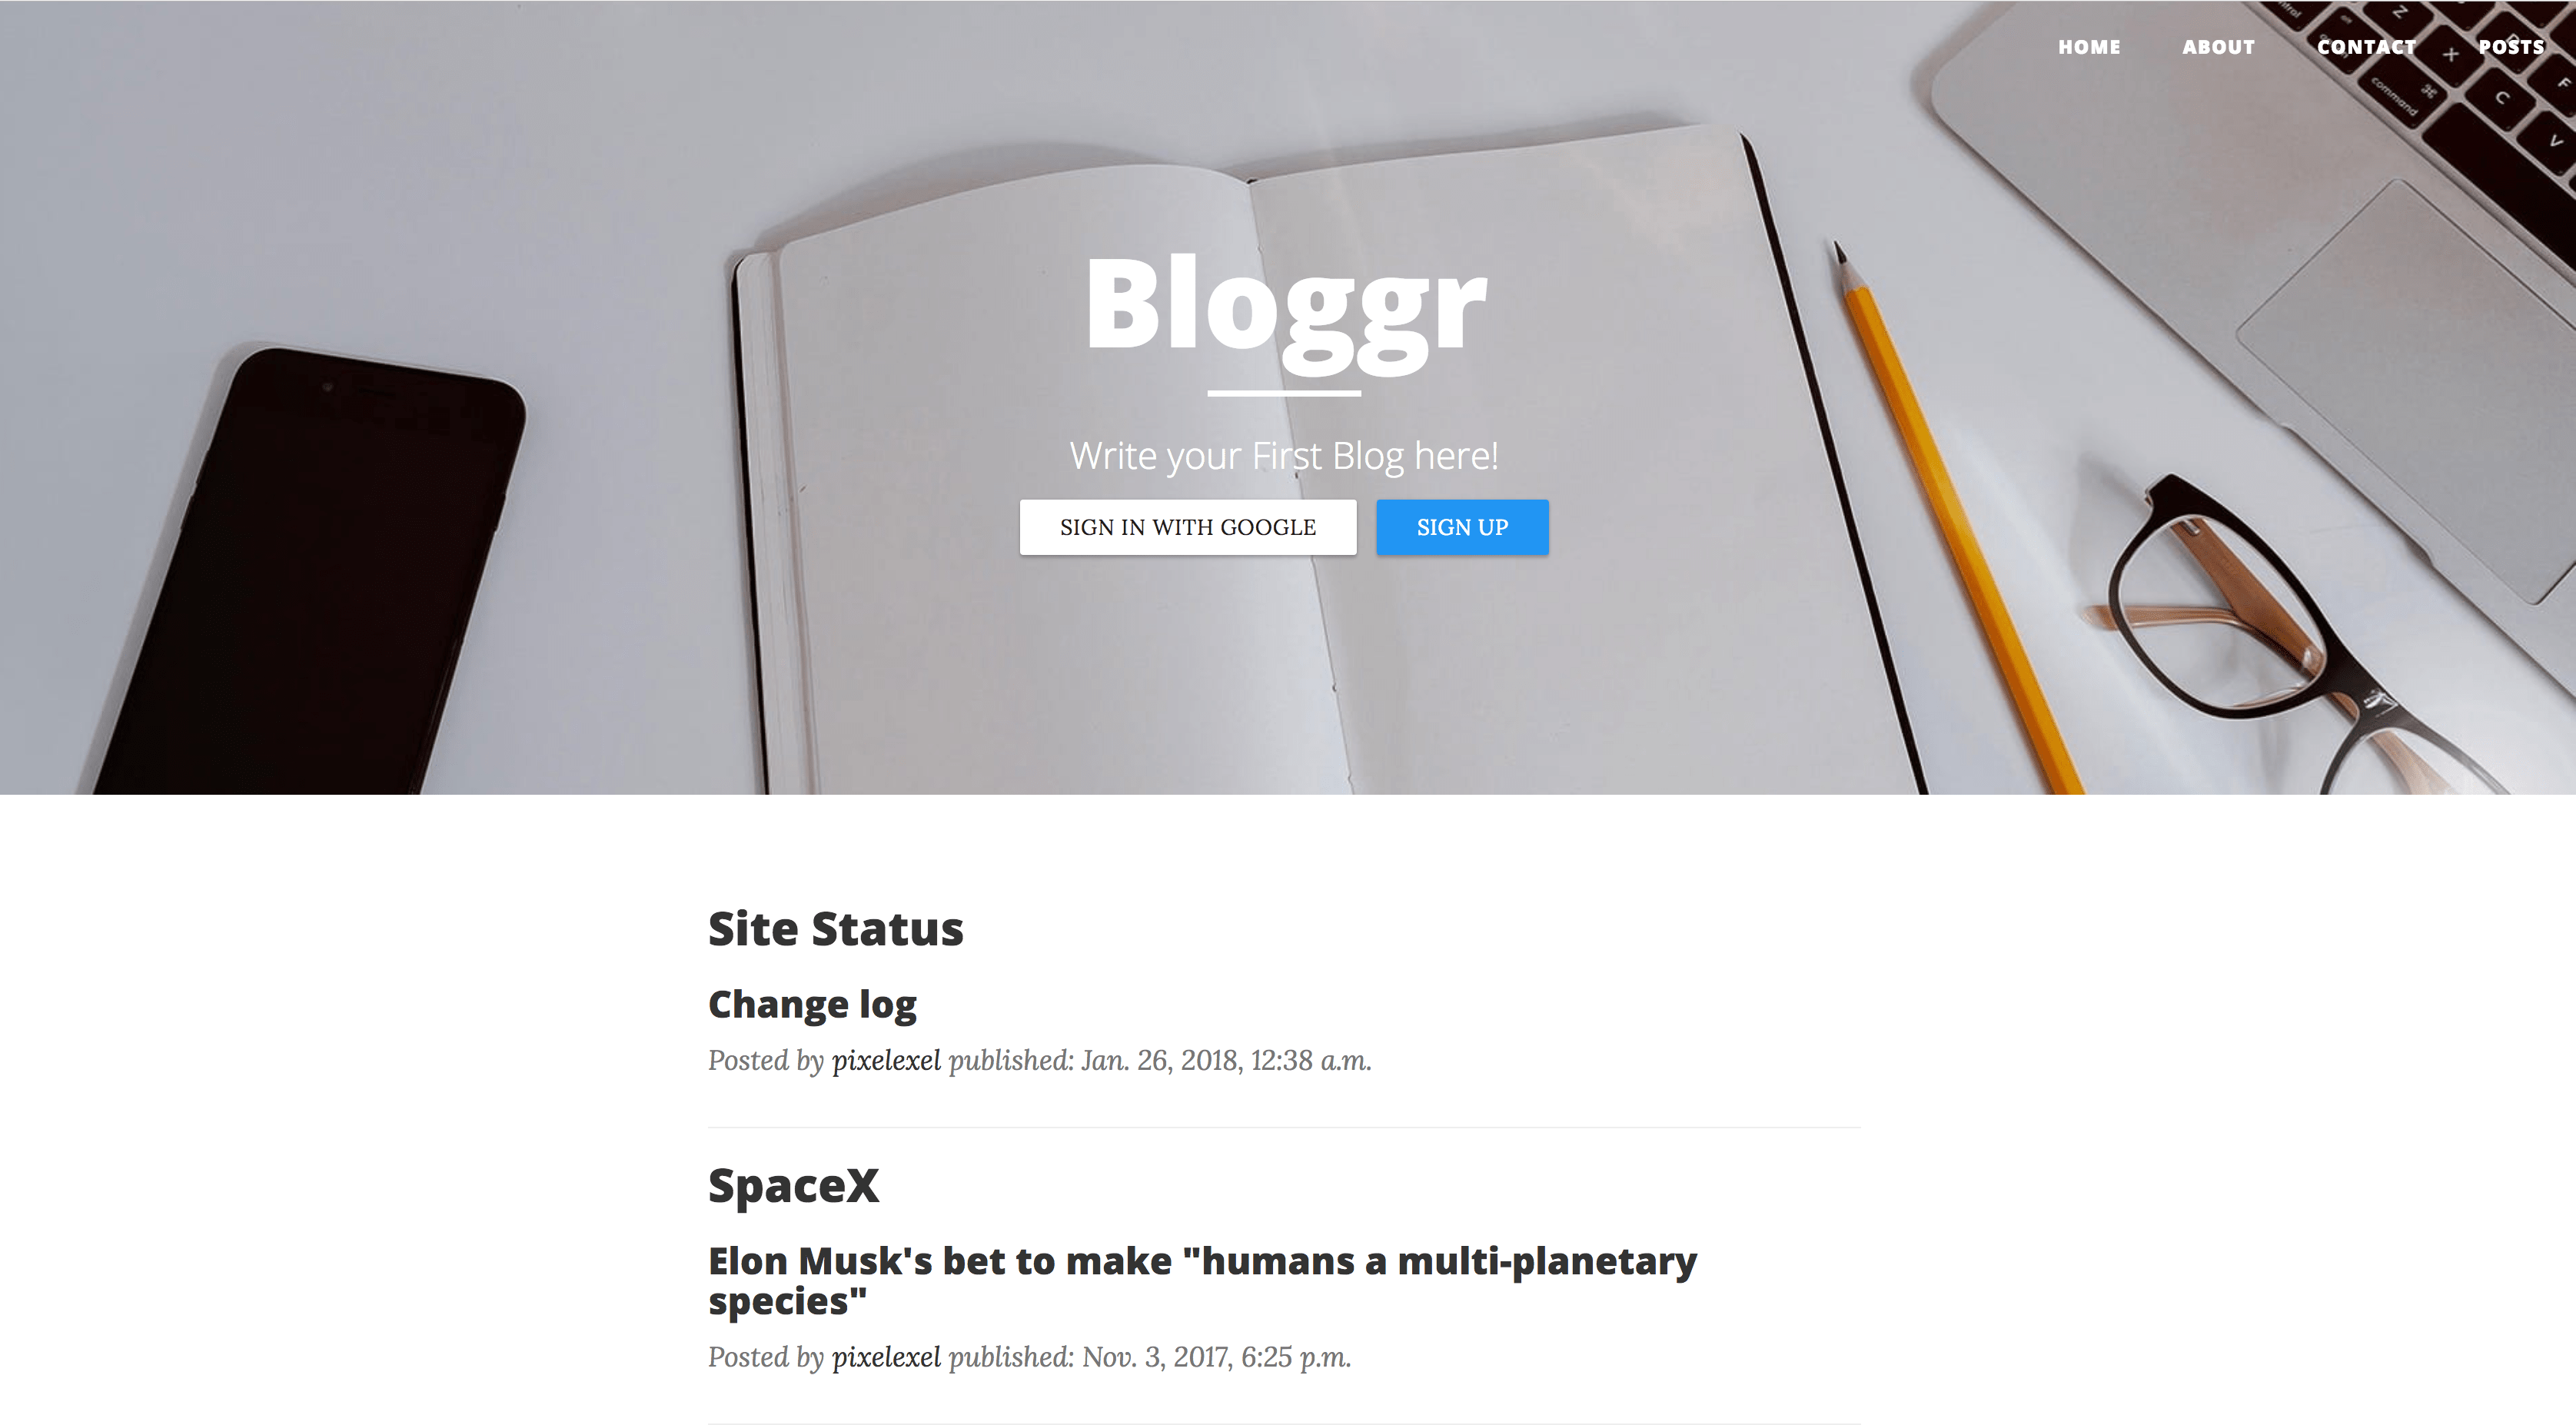 HOME ABOUT CONTACT POSTS
Bloggr
Write your First Blog here!
SIGN IN WITH GOOGLE SIGN UP
Site Status
Change log
Posted by pixelexel published: Jan. 26, 2018, 12:38 a.m.
SpaceX
Elon Musk's bet to make "humans a multi-planetary
species"
Posted by pixelexel published: Nov. 3, 2017, 6:25 p.m.